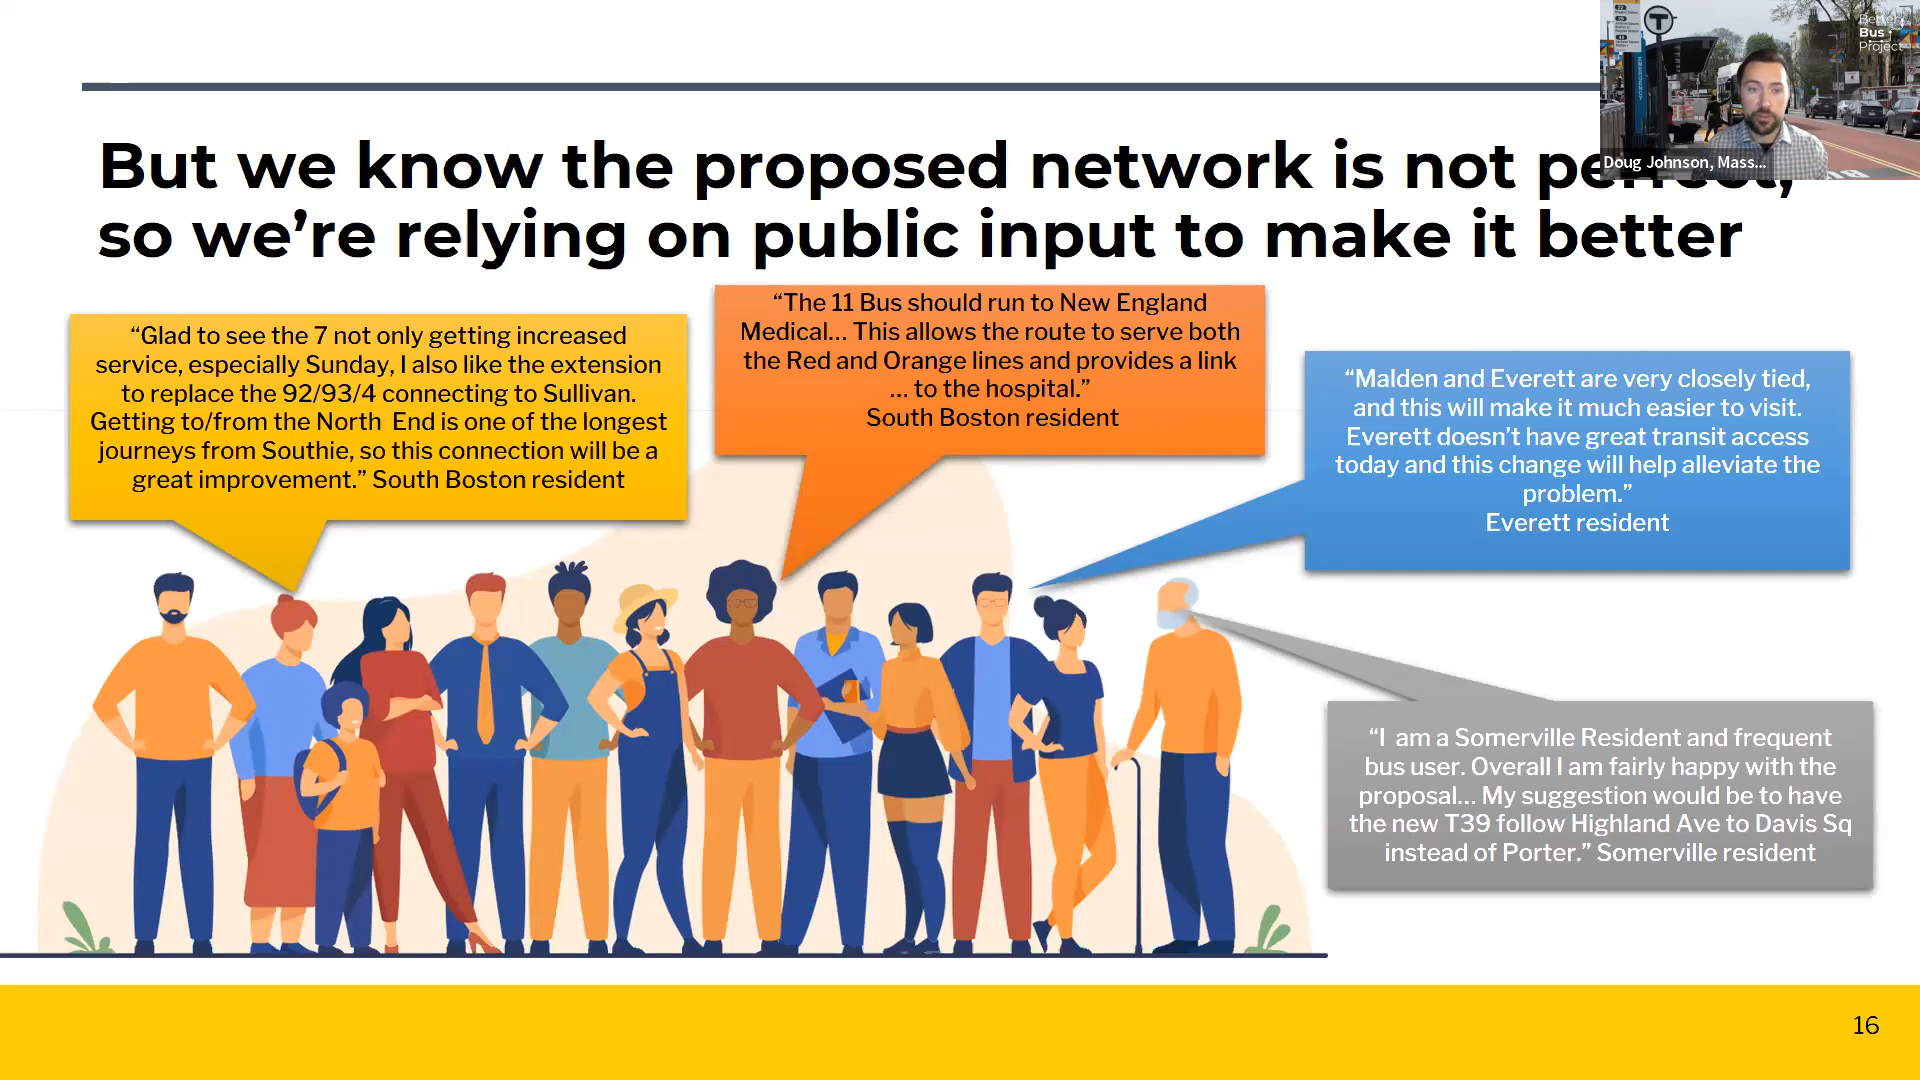 Better
Bus
Project
Doug Johnson, Mass...
But we know the proposed network is not perfect,
so we’re relying on public input to make it better
“Glad to see the 7 not only getting increased
service, especially Sunday, I also like the extension
to replace the 92/93/4 connecting to Sullivan.
Getting to/from the North End is one of the longest
journeys from Southie, so this connection will be a
great improvement.” South Boston resident
“The 11 Bus should run to New England
Medical... This allows the route to serve both
the Red and Orange lines and provides a link
... to the hospital.”
South Boston resident
“Malden and Everett are very closely tied,
and this will make it much easier to visit.
Everett doesn’t have great transit access
today and this change will help alleviate the
problem.”
Everett resident
“I am a Somerville Resident and frequent
bus user. Overall I am fairly happy with the
proposal... My suggestion would be to have
the new T39 follow Highland Ave to Davis Sq
instead of Porter.” Somerville resident
16